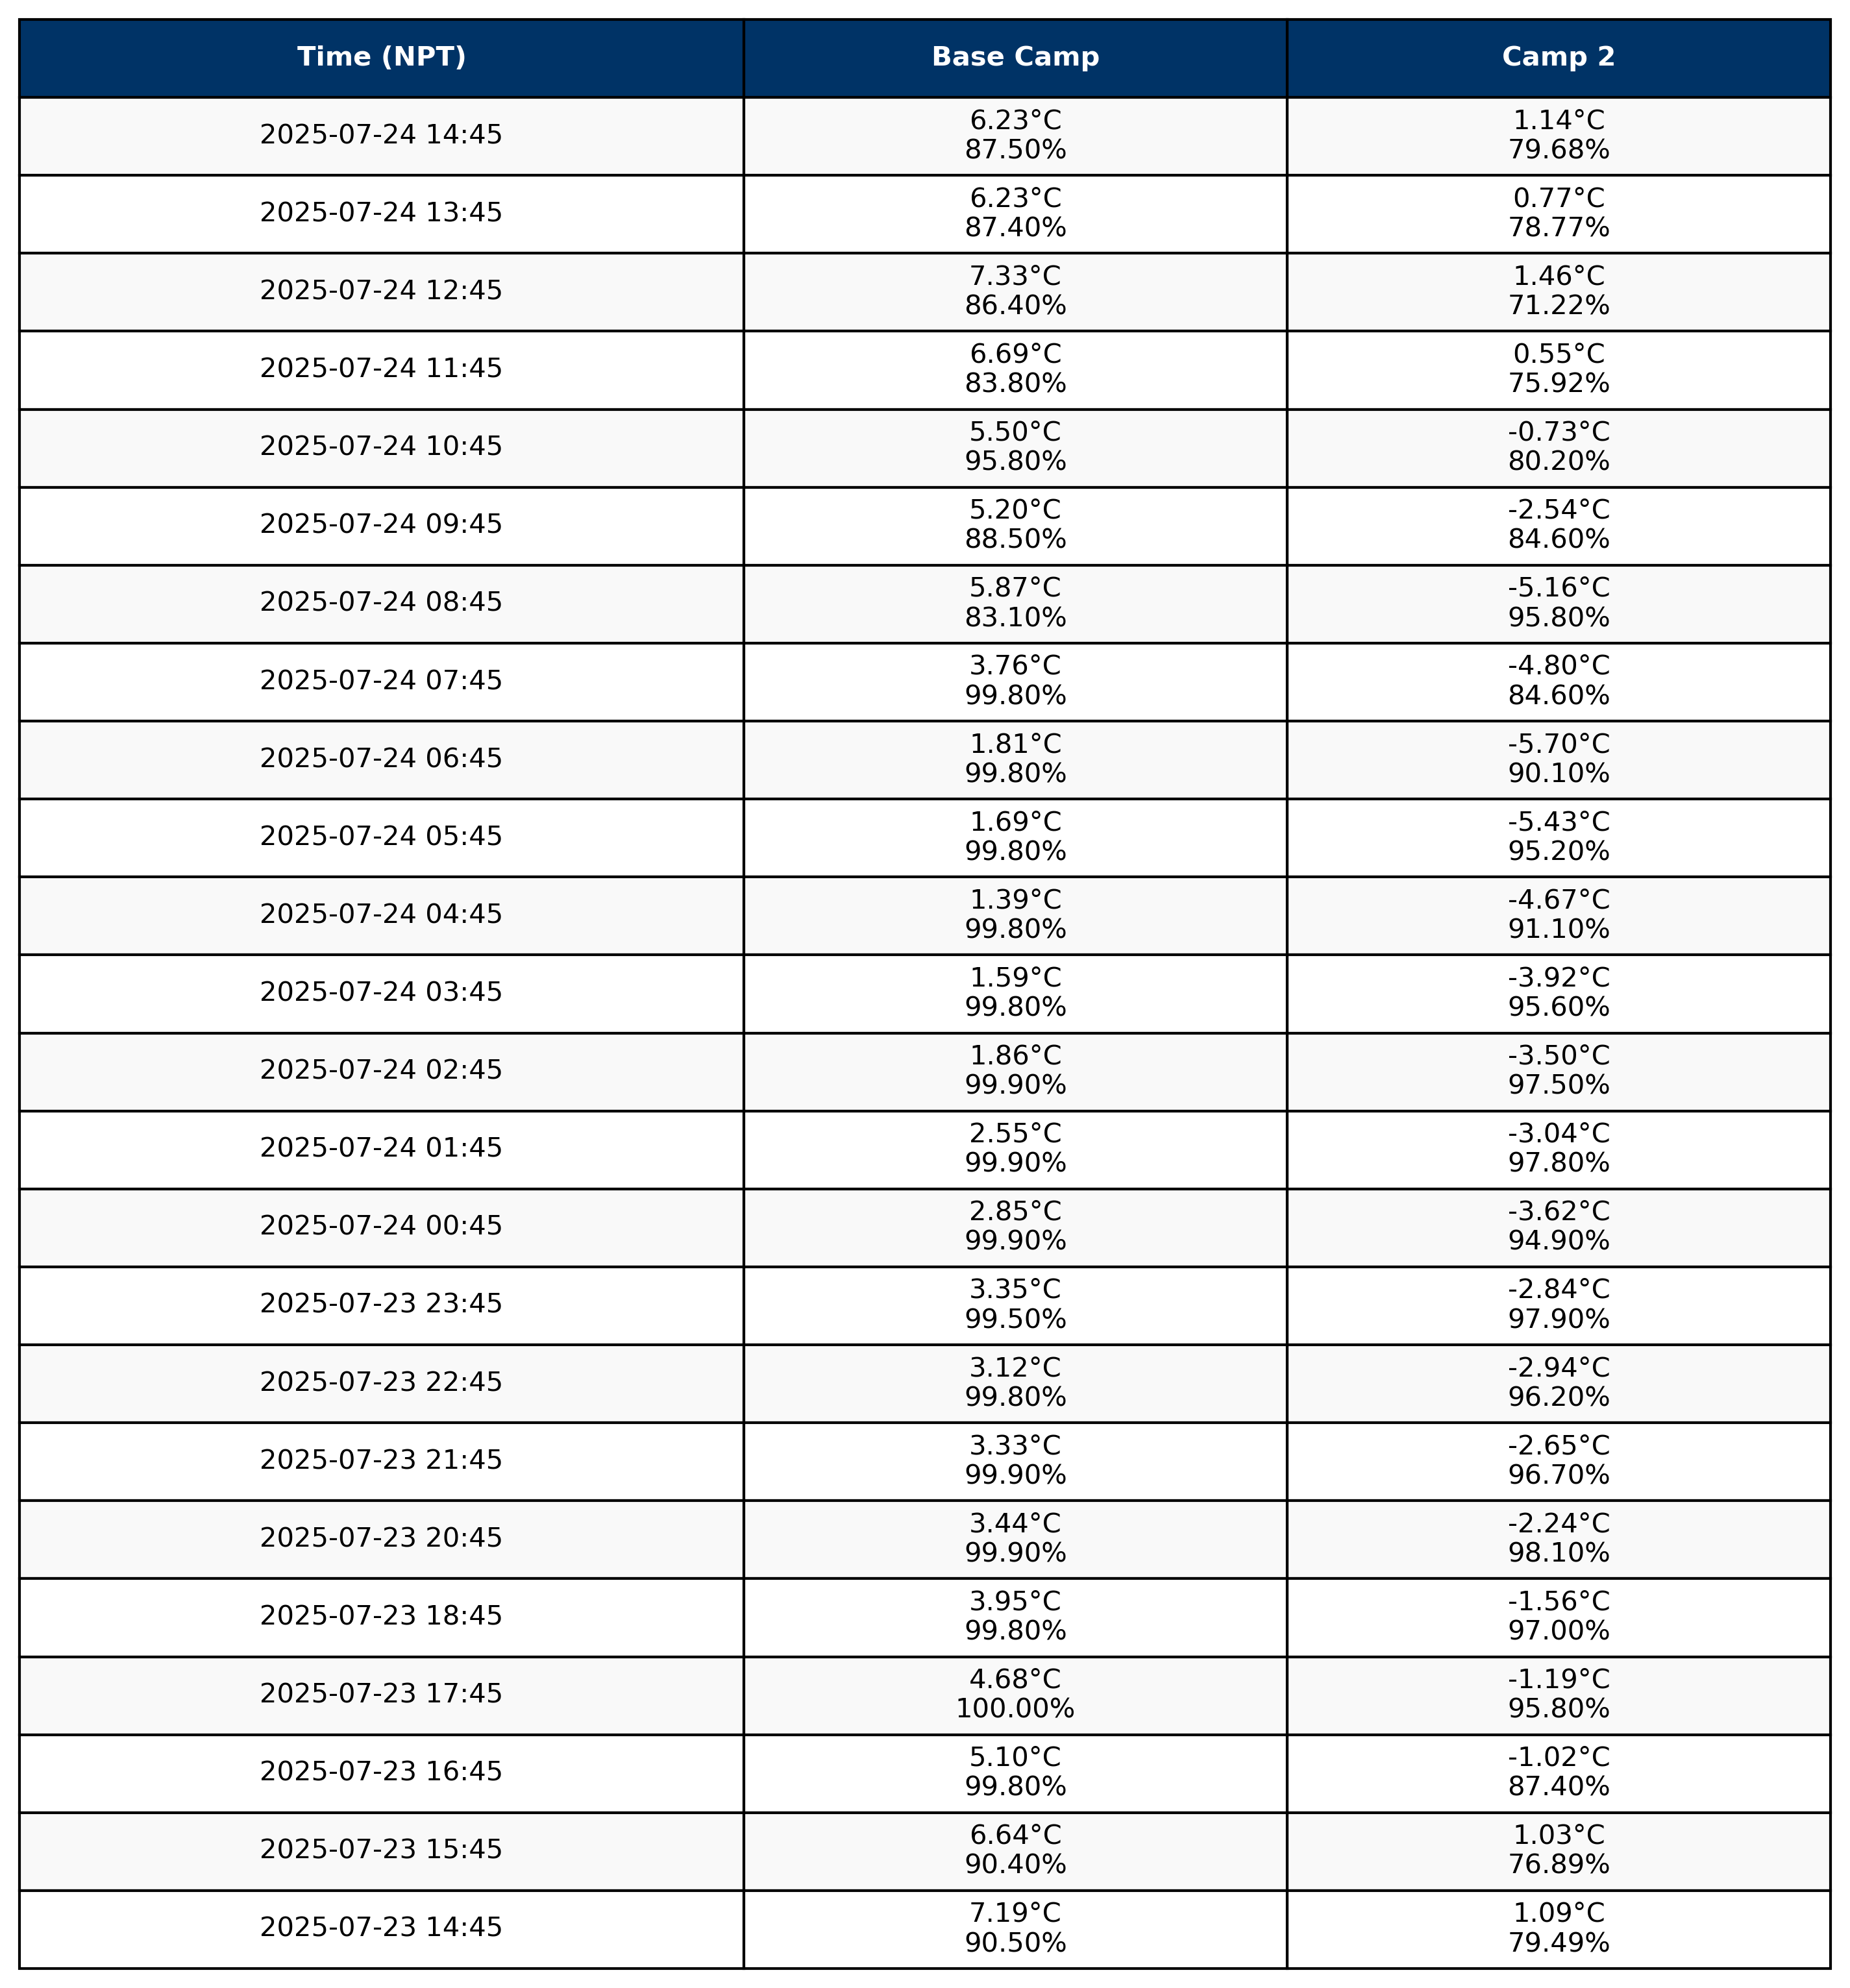 Time (NPT) Base Camp Camp 2
2025-07-24 14:45 6.23°C 1.14°C
87.50% 79.68%
2025-07-24 13:45 6.23°C 0.77°C
87.40% 78.77%
2025-07-24 12:45 7.33°C 1.46°C
86.40% 71.22%
2025-07-24 11:45 6.69°C 0.55°C
83.80% 75.92%
2025-07-24 10:45 5.50°C -0.73°C
95.80% 80.20%
2025-07-24 09:45 5.20°C -2.54°C
88.50% 84.60%
2025-07-24 08:45 5.87°C -5.16°C
83.10% 95.80%
2025-07-24 07:45 3.76°C -4.80°C
99.80% 84.60%
2025-07-24 06:45 1.81°C -5.70°C
99.80% 90.10%
2025-07-24 05:45 1.69°C -5.43°C
99.80% 95.20%
2025-07-24 04:45 1.39°C -4.67°C
99.80% 91.10%
2025-07-24 03:45 1.59°C -3.92°C
99.80% 95.60%
2025-07-24 02:45 1.86°C -3.50°C
99.90% 97.50%
2025-07-24 01:45 2.55°C -3.04°C
99.90% 97.80%
2025-07-24 00:45 2.85°C -3.62°C
99.90% 94.90%
2025-07-23 23:45 3.35°C -2.84°C
99.50% 97.90%
2025-07-23 22:45 3.12°C -2.94°C
99.80% 96.20%
2025-07-23 21:45 3.33°C -2.65°C
99.90% 96.70%
2025-07-23 20:45 3.44°C -2.24°C
99.90% 98.10%
2025-07-23 18:45 3.95°C -1.56°C
99.80% 97.00%
2025-07-23 17:45 4.68°C -1.19°C
100.00% 95.80%
2025-07-23 16:45 5.10°C -1.02°C
99.80% 87.40%
2025-07-23 15:45 6.64°C 1.03°C
90.40% 76.89%
2025-07-23 14:45 7.19°C 1.09°C
90.50% 79.49%